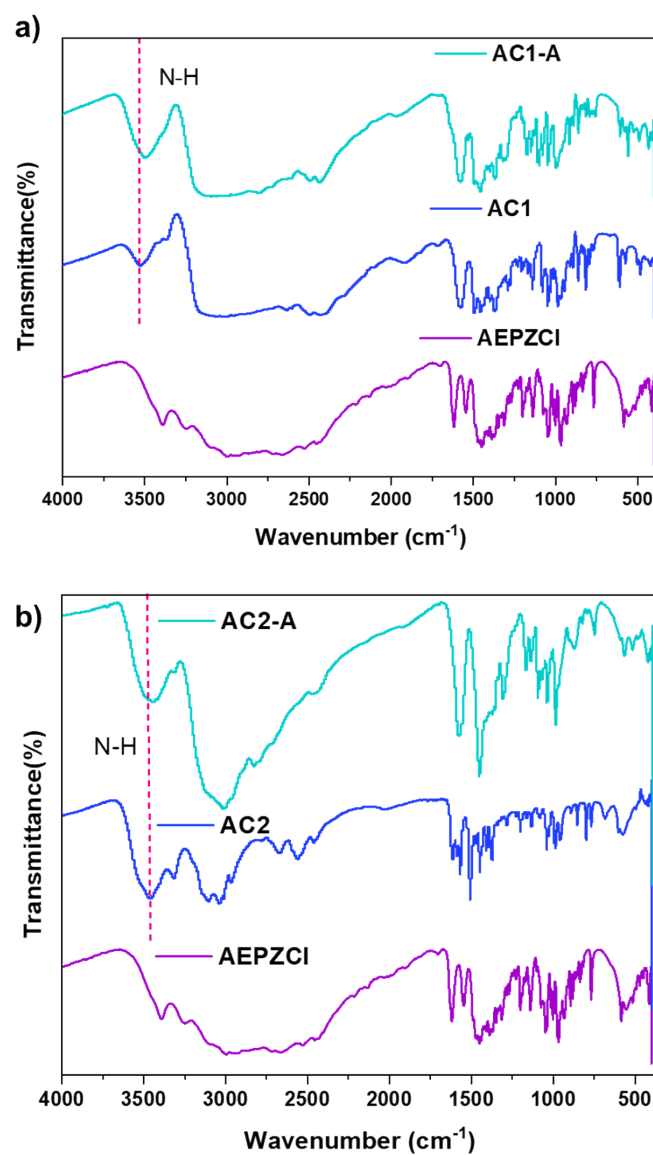 a)
AC1-A
N-H
AC1
AEPZCl
Transmittance(%)
4000 3500 3000 2500 2000 1500 1000 500
Wavenumber (cm⁻¹)
b)
AC2-A
N-H
AC2
AEPZCl
Transmittance(%)
4000 3500 3000 2500 2000 1500 1000 500
Wavenumber (cm⁻¹)